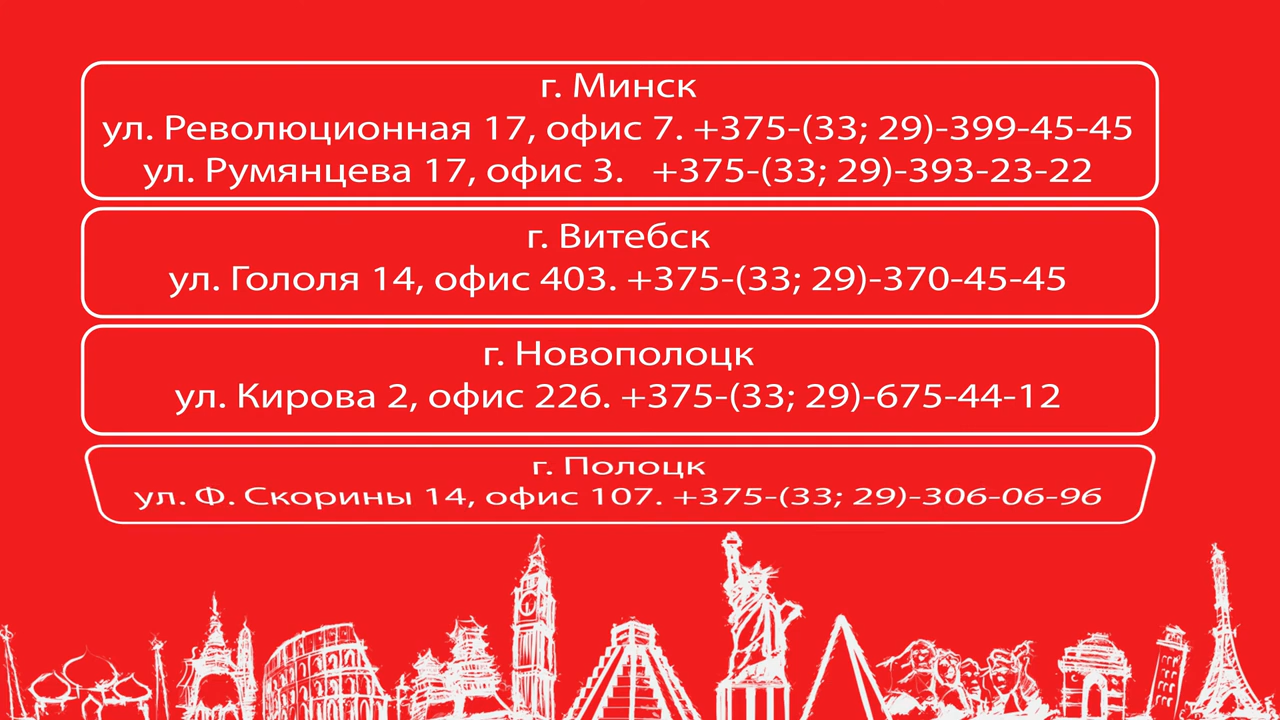 г. Минск
ул. Революционная 17, офис 7. +375-(33; 29)-399-45-45
ул. Румянцева 17, офис 3. +375-(33; 29)-393-23-22
г. Витебск
ул. Гололя 14, офис 403. +375-(33; 29)-370-45-45
г. Новополоцк
ул. Кирова 2, офис 226. +375-(33; 29)-675-44-12
г. Полоцк
ул. Ф. Скорины 14, офис 107. +375-(33; 29)-306-06-96